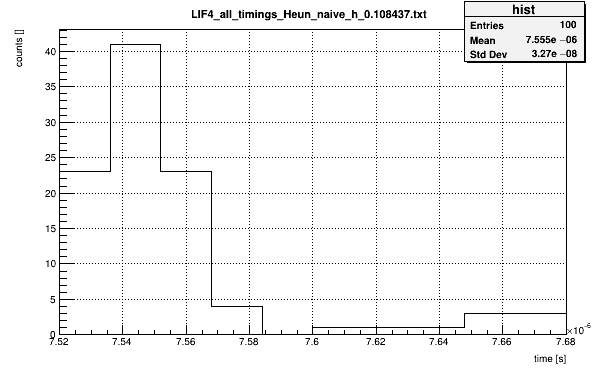 LIF4_all_timings_Heun_naive_h_0.108437.txt
hist
Entries 100
Mean 7.555e −06
Std Dev 3.27e −08
counts []
40
35
30
25
20
15
10
5
0
7.52 7.54 7.56 7.58 7.6 7.62 7.64 7.66 7.68
×10⁻⁶
time [s]